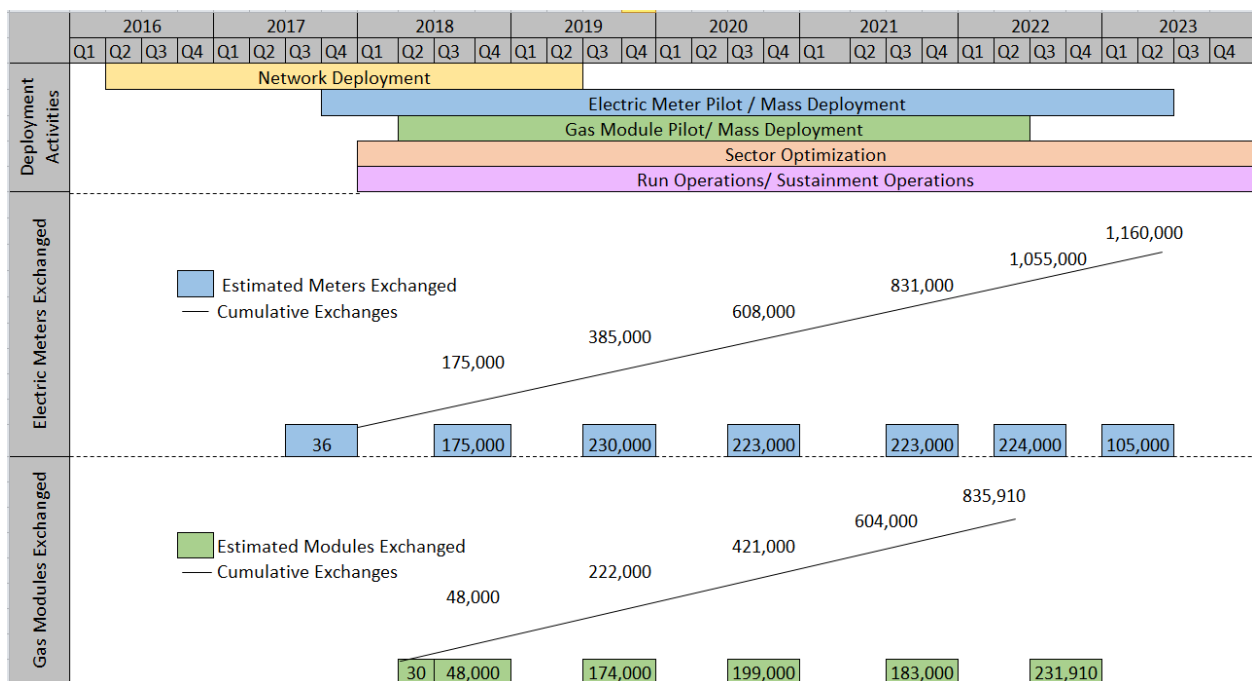 2016 2017 2018 2019 2020 2021 2022 2023
Q1 Q2 Q3 Q4 Q1 Q2 Q3 Q4 Q1 Q2 Q3 Q4 Q1 Q2 Q3 Q4 Q1 Q2 Q3 Q4 Q1 Q2 Q3 Q4 Q1 Q2 Q3 Q4 Q1 Q2 Q3 Q4
Deployment
Activities
Network Deployment
Electric Meter Pilot / Mass Deployment
Gas Module Pilot/ Mass Deployment
Sector Optimization
Run Operations/ Sustainment Operations
Electric Meters Exchanged
Estimated Meters Exchanged
Cumulative Exchanges
175,000
385,000
608,000
831,000
1,055,000
1,160,000
36 175,000 230,000 223,000 223,000 224,000 105,000
Gas Modules Exchanged
Estimated Modules Exchanged
Cumulative Exchanges
48,000
222,000
421,000
604,000
835,910
30 48,000 174,000 199,000 183,000 231,910